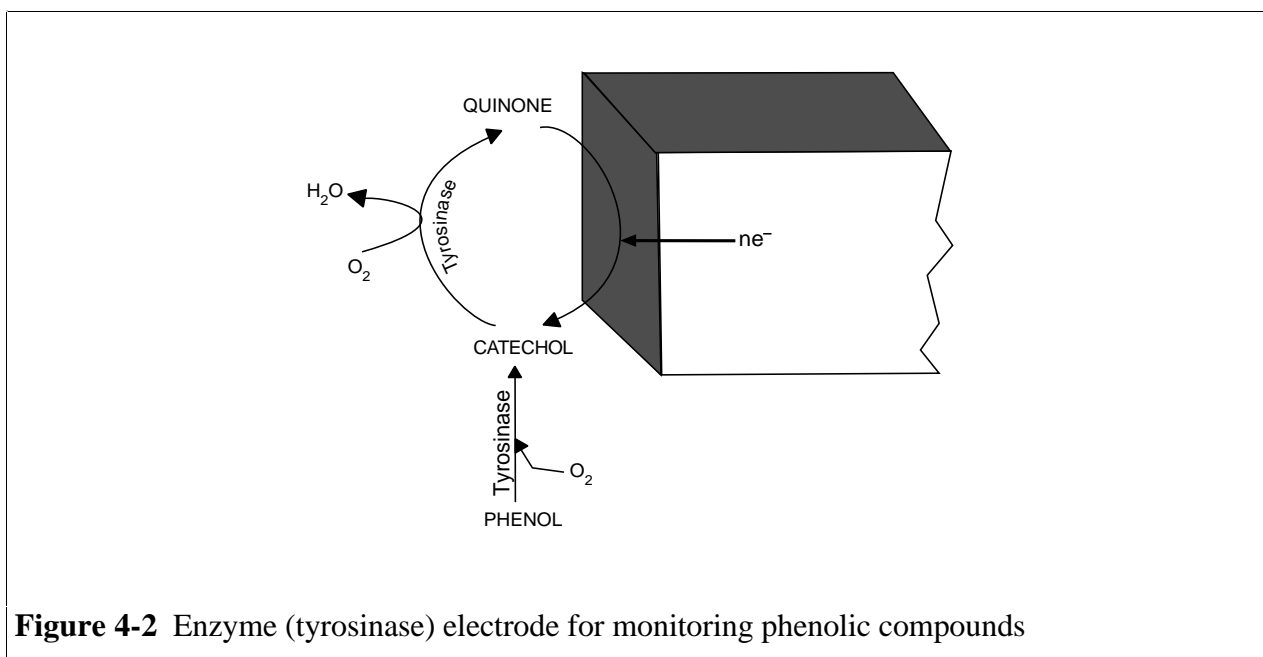 QUINONE
H₂O
Tyrosinase
O₂
ne⁻
CATECHOL
Tyrosinase
O₂
PHENOL
Figure 4-2 Enzyme (tyrosinase) electrode for monitoring phenolic compounds